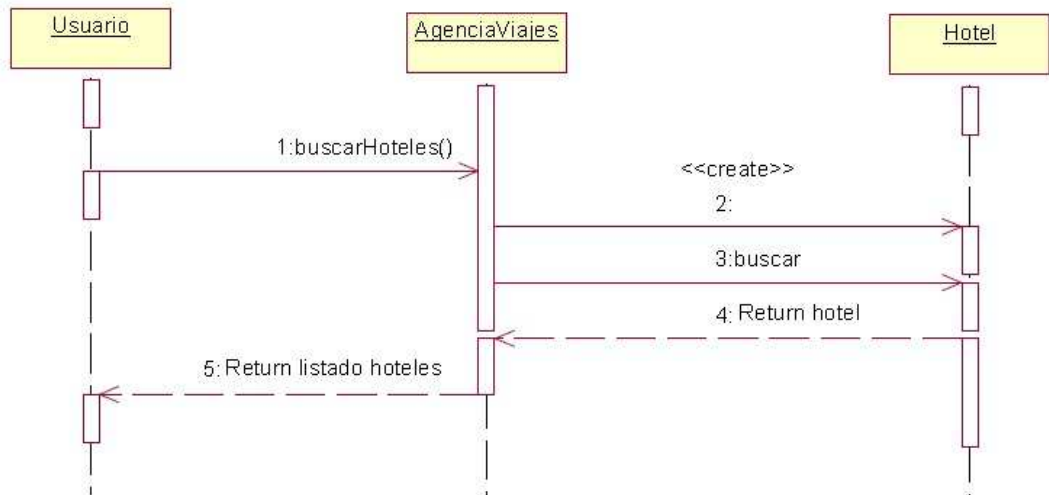 Usuario
AgenciaViajes
Hotel
1:buscarHoteles()
<<create>>
2:
3:buscar
4: Return hotel
5: Return listado hoteles